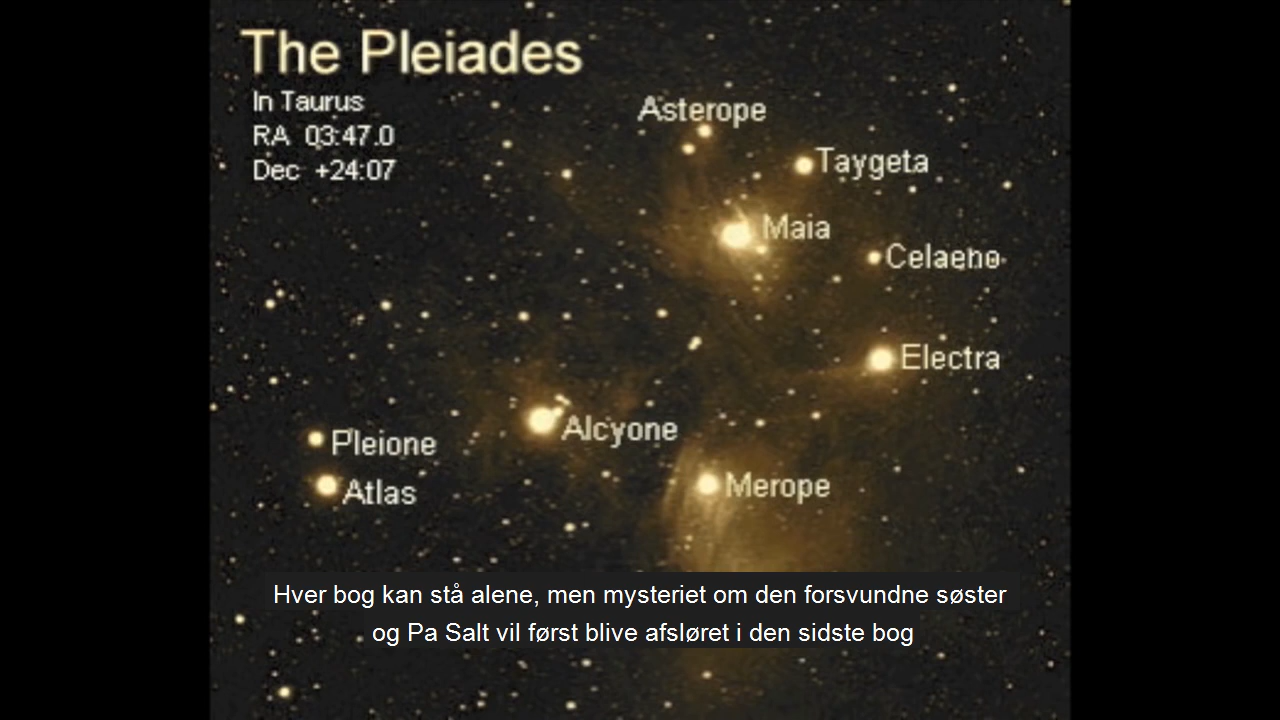 The Pleiades
In Taurus
RA 03:47.0
Dec +24:07
Asterope
Taygeta
Maia
Celaeno
Electra
Alcyone
Pleione
Atlas
Merope
Hver bog kan stå alene, men mysteriet om den forsvundne søster
og Pa Salt vil først blive afsløret i den sidste bog